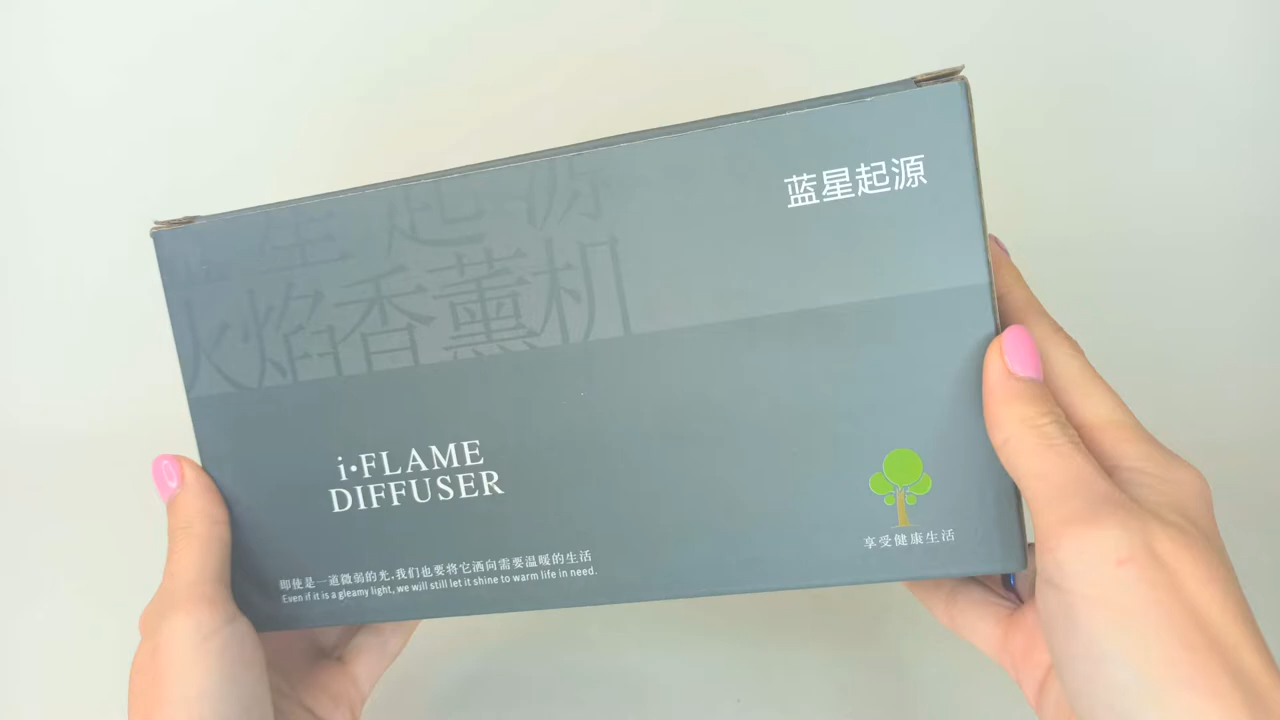 蓝星起源
星起源
火焰香薰机
i•FLAME
DIFFUSER
即使是一道微弱的光,我们也要将它洒向需要温暖的生活
Even if it is a gleamy light, we will still let it shine to warm life in need.
享受健康生活